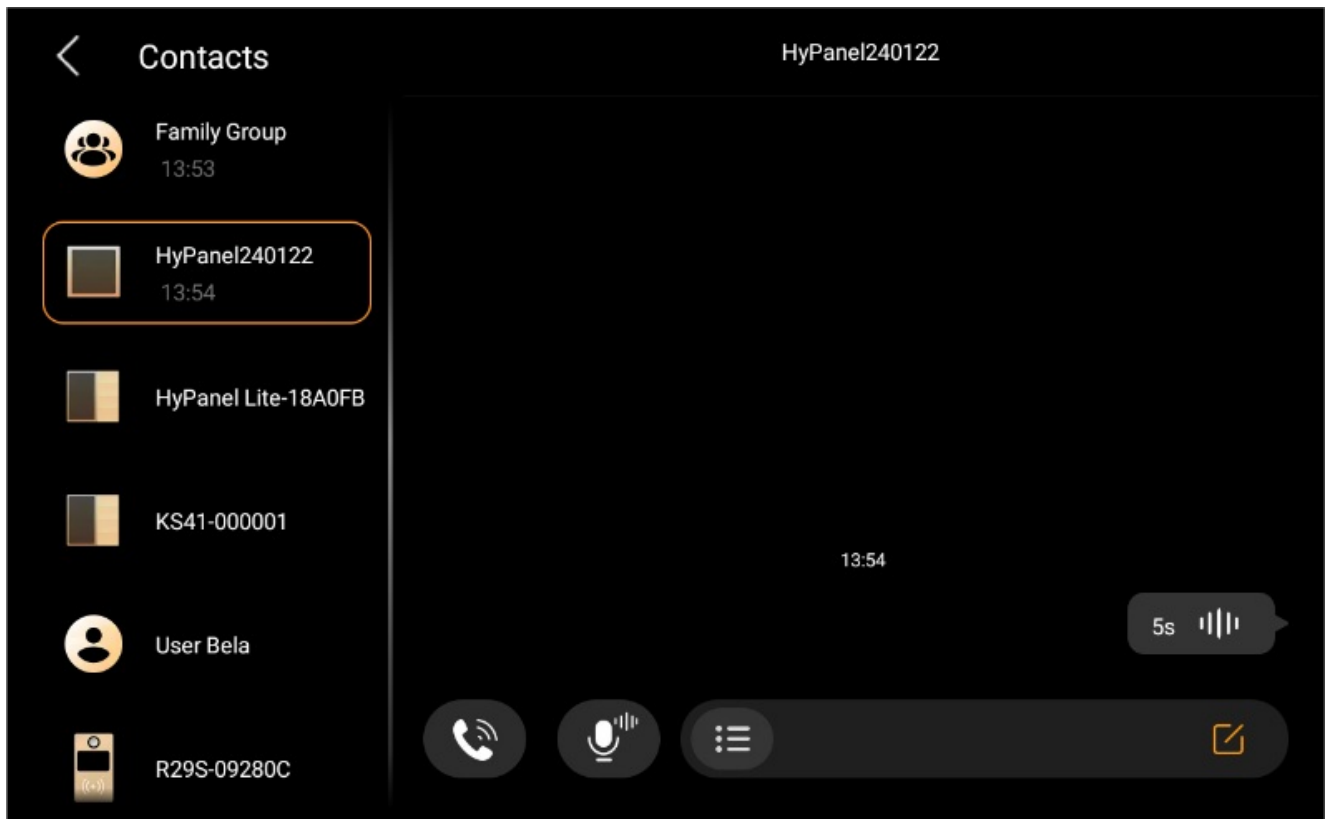 Contacts
HyPanel240122
Family Group
13:53
HyPanel240122
13:54
HyPanel Lite-18A0FB
KS41-000001
User Bela
R29S-09280C
13:54
5s